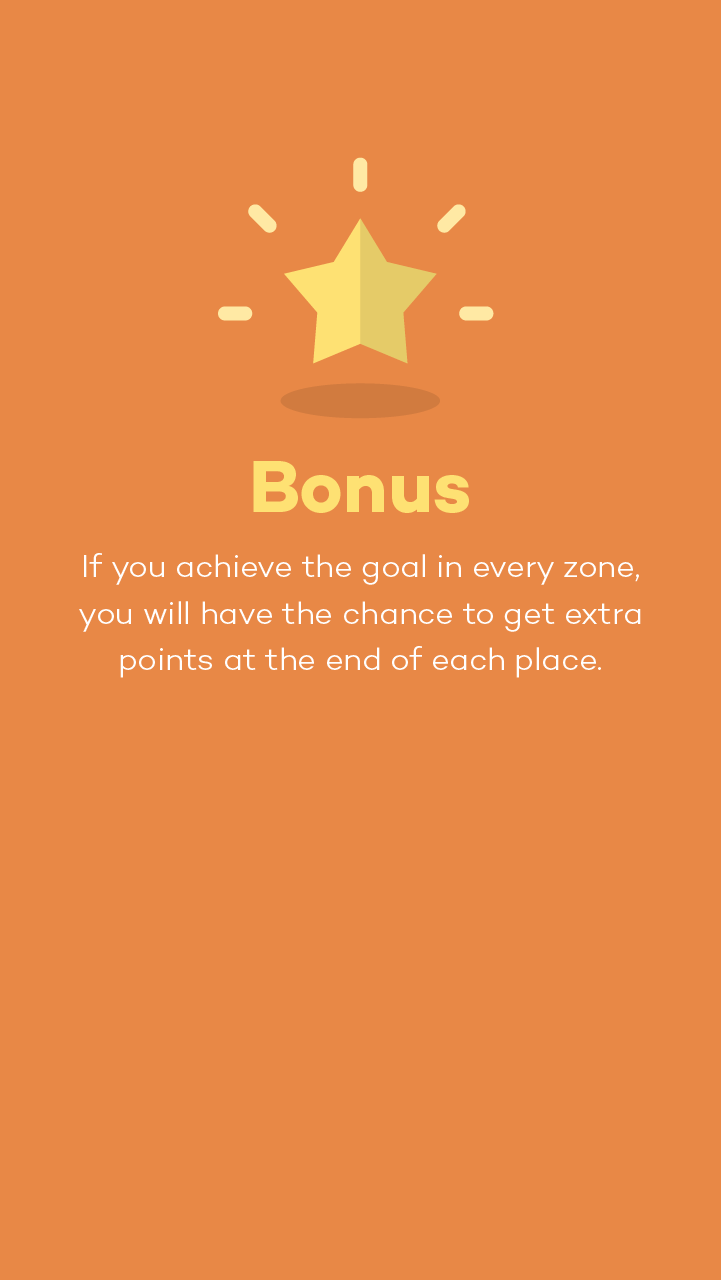 Bonus
If you achieve the goal in every zone,
you will have the chance to get extra
points at the end of each place.